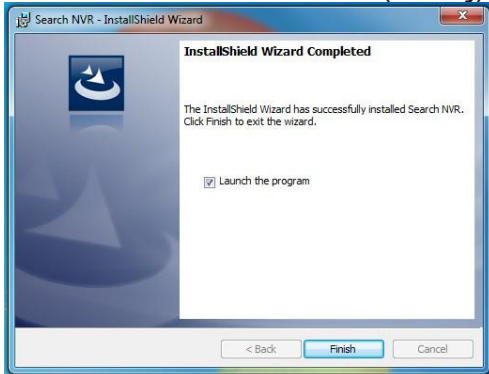 Search NVR - InstallShield Wizard
InstallShield Wizard Completed
The InstallShield Wizard has successfully installed Search NVR.
Click Finish to exit the wizard.
Launch the program
< Back
Finish
Cancel